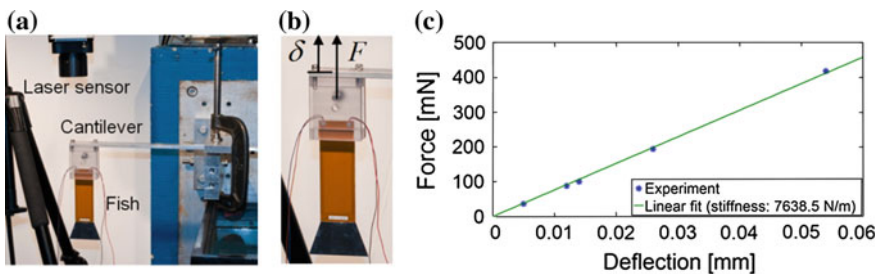 (a)
Laser sensor
Cantilever
Fish
(b)
δ
F
(c)
Force [mN]
500
400
300
200
100
0
0
0.01
0.02
0.03
0.04
0.05
0.06
Deflection [mm]
Experiment
Linear fit (stiffness: 7638.5 N/m)